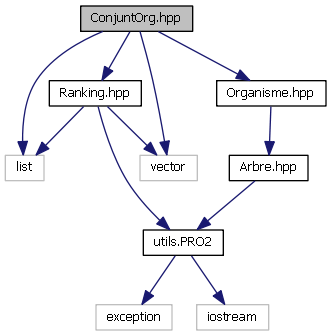 ConjuntOrg.hpp
Ranking.hpp
Organisme.hpp
list
vector
Arbre.hpp
utils.PRO2
exception
iostream